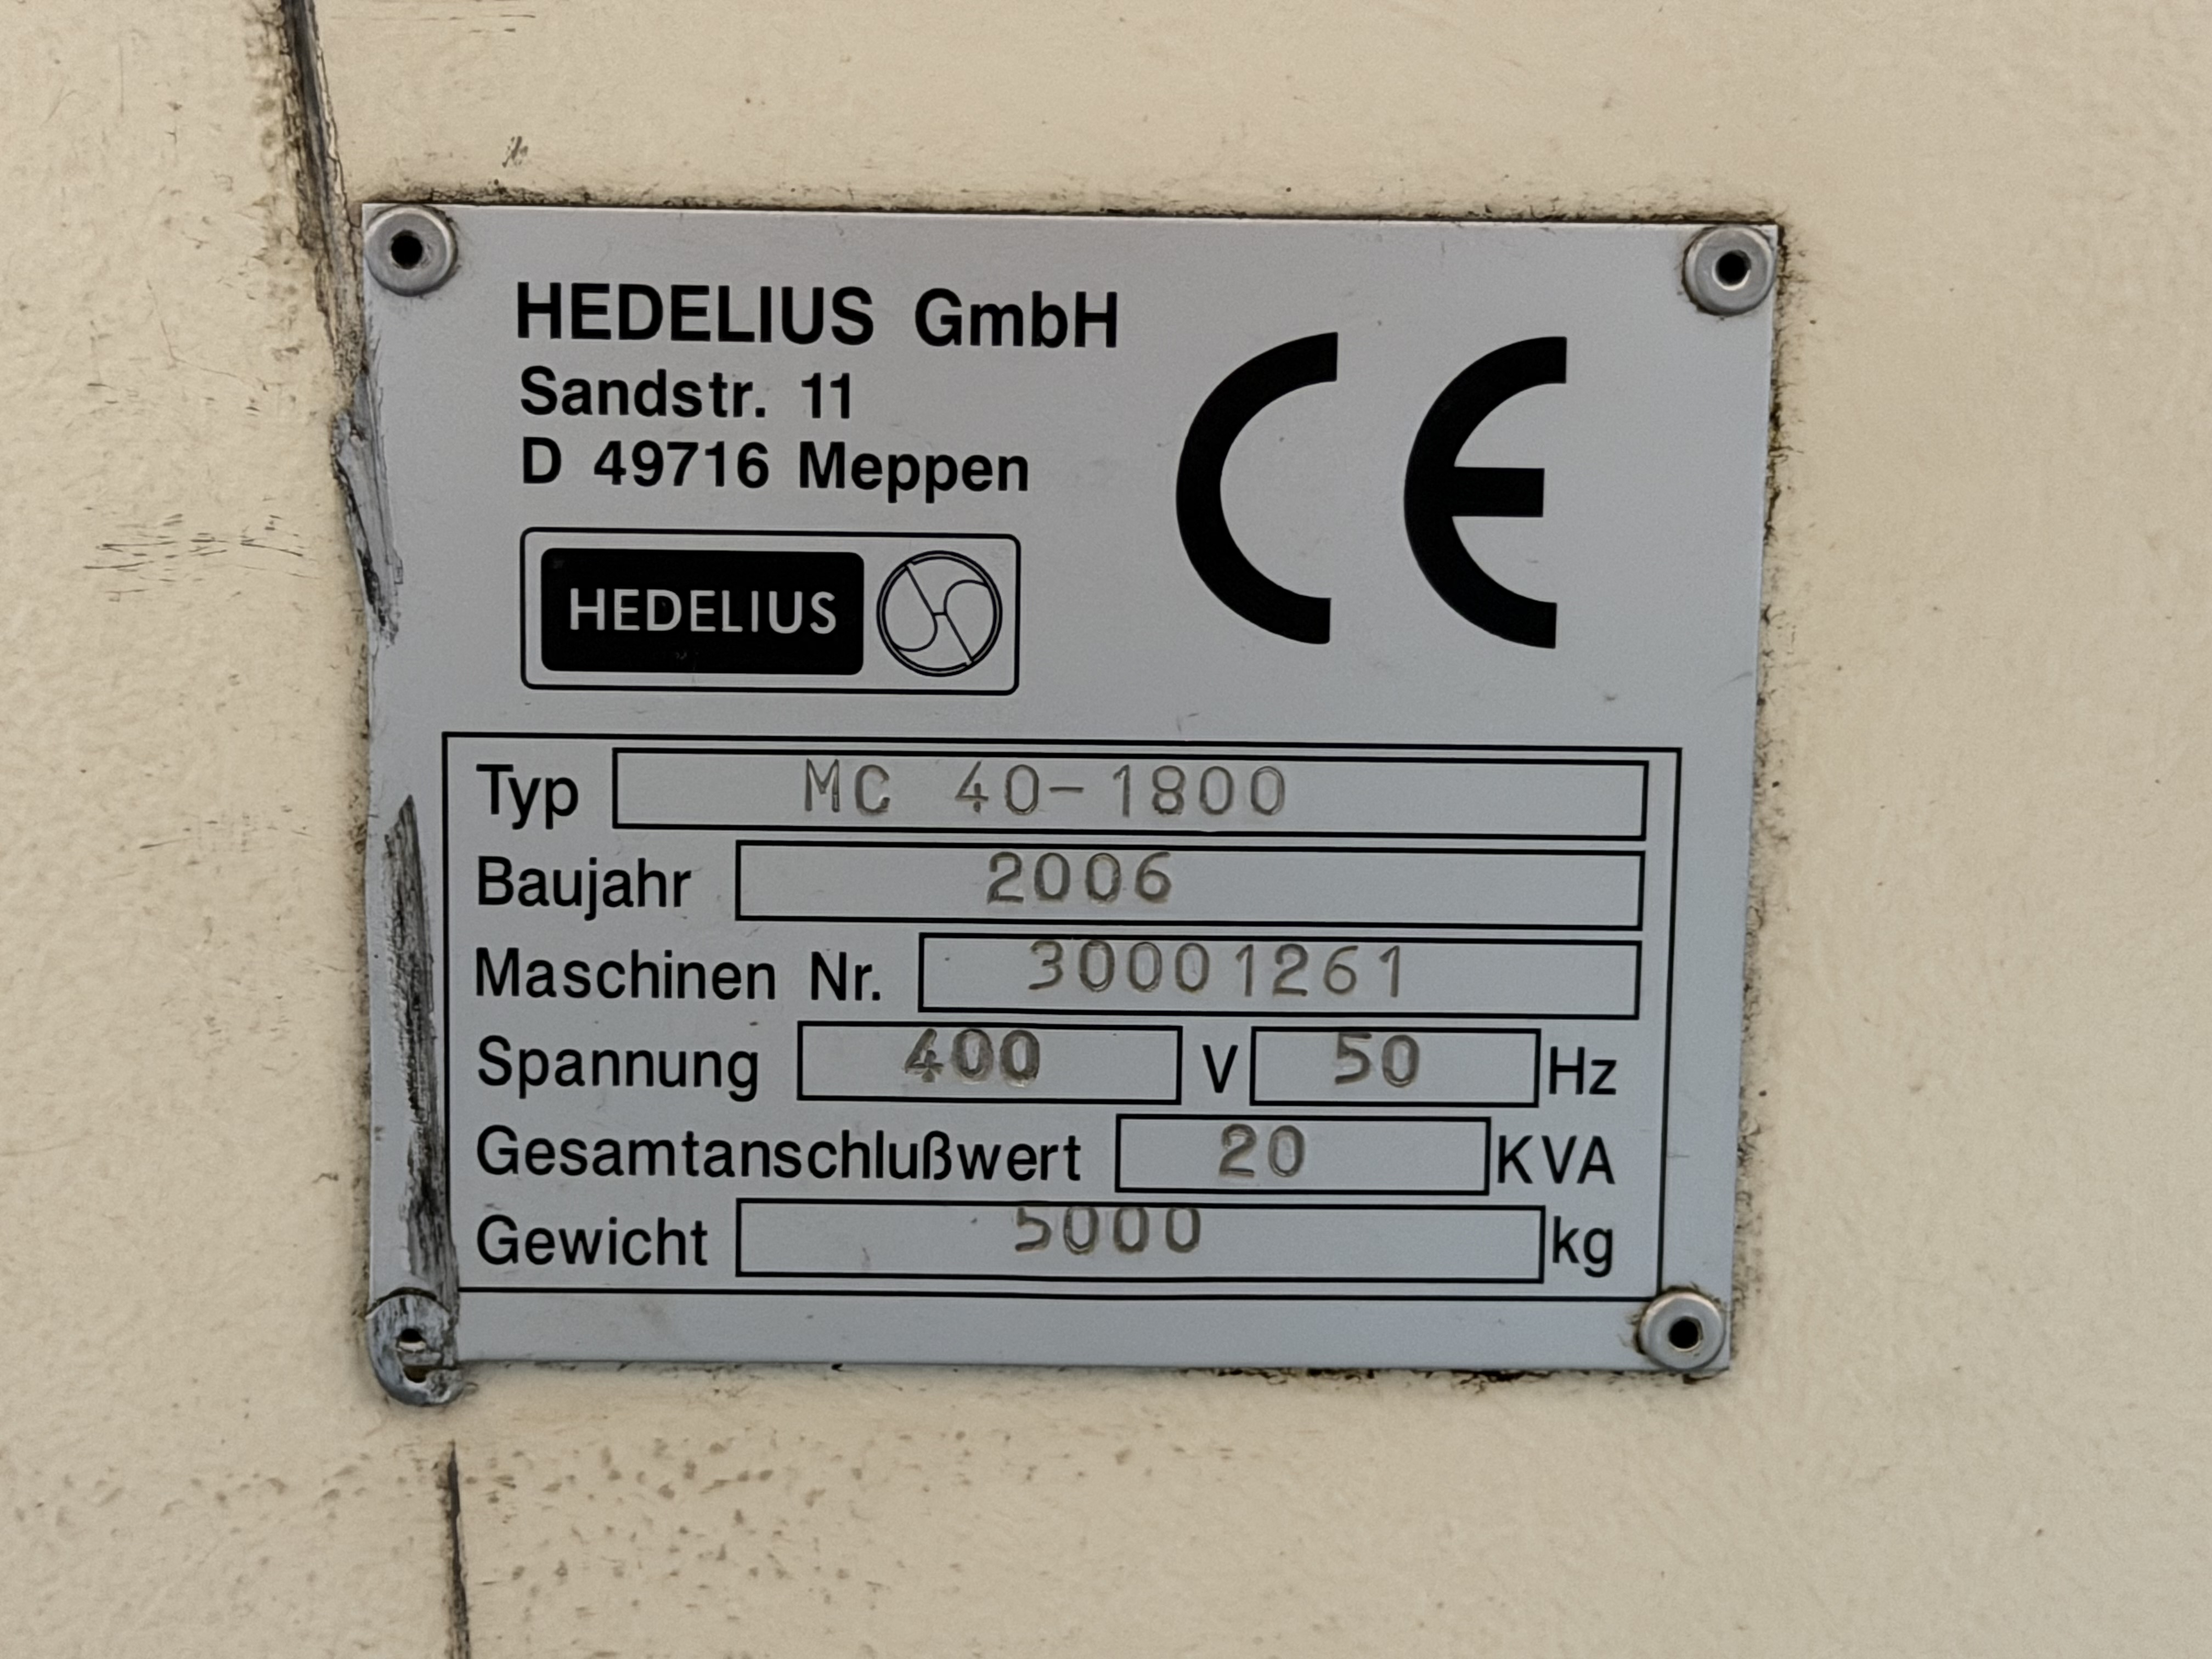 HEDELIUS GmbH
Sandstr. 11
D 49716 Meppen
HEDELIUS
CE
Typ MC 40-1800
Baujahr 2006
Maschinen Nr. 30001261
Spannung 400 V 50 Hz
Gesamtanschlußwert 20 KVA
Gewicht 5000 kg